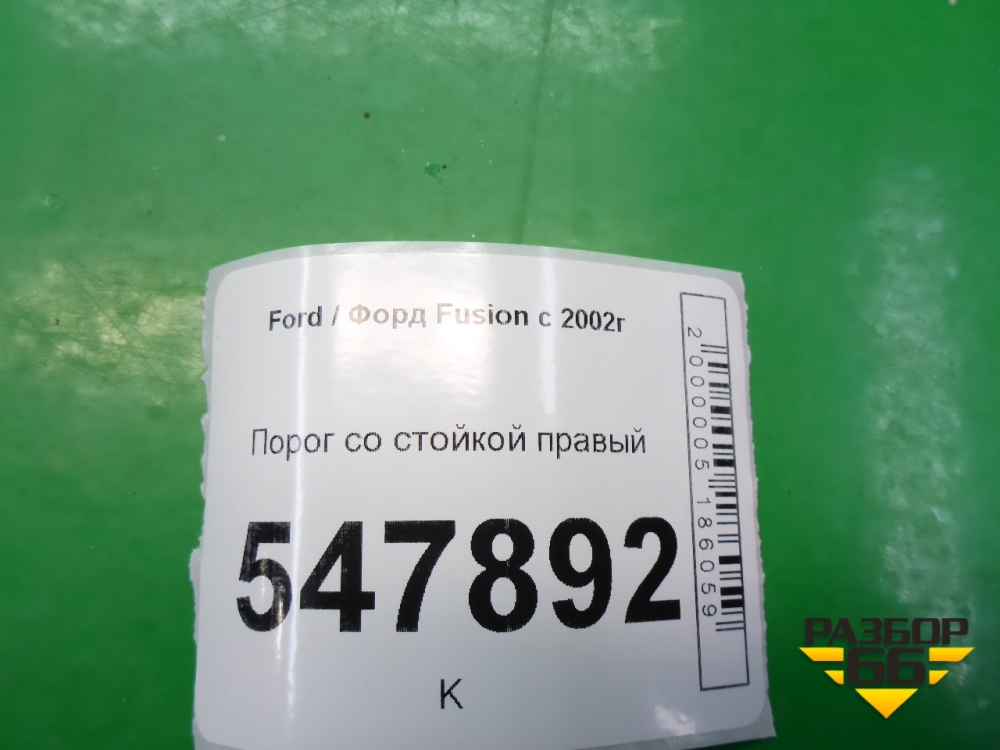 Ford / Форд Fusion с 2002г
Порог со стойкой правый
547892
К
2000005186059
РАЗБОР
66